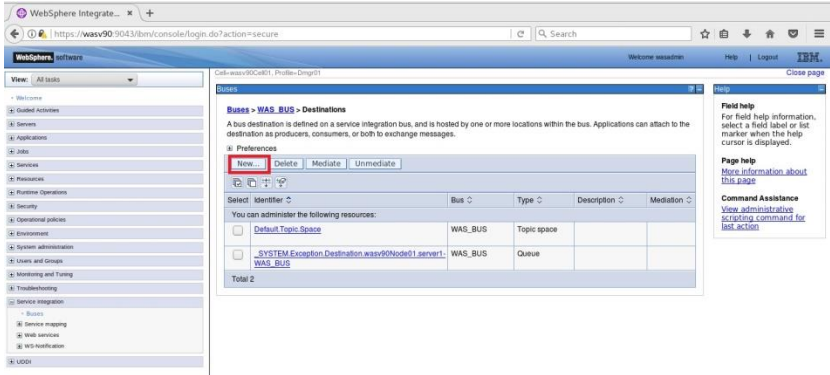 WebSphere Integrate... × +
https://wasv90:9043/ibm/console/login.do?action=secure
Search
WebSphere. software
Welcome wasadmin
Help | Logout
IBM.
Cell=wasv90Cell01, Profile=Dmgr01
Close page
View: All tasks
Welcome
Guided Activities
Servers
Applications
Jobs
Services
Resources
Runtime Operations
Security
Operational policies
Environment
System administration
Users and Groups
Monitoring and Tuning
Troubleshooting
Service integration
Buses
Service mapping
Web services
WS-Notification
UDDI
Buses
Buses > WAS_BUS > Destinations
A bus destination is defined on a service integration bus, and is hosted by one or more locations within the bus. Applications can attach to the
destination as producers, consumers, or both to exchange messages.
Preferences
New... Delete Mediate Unmediate
Select Identifier Bus Type Description Mediation
You can administer the following resources:
Default.Topic.Space WAS_BUS Topic space
_SYSTEM.Exception.Destination.wasv90Node01.server1- WAS_BUS Queue
WAS_BUS
Total 2
Help
Field help
For field help information,
select a field label or list
marker when the help
cursor is displayed.
Page help
More information about
this page
Command Assistance
View administrative
scripting command for
last action